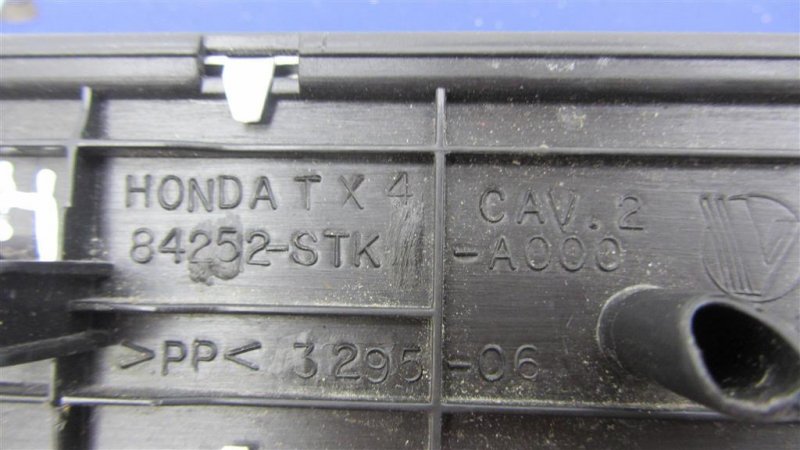 HONDA T X 4 CAV. 2
84252-STK -A000
>PP< 3295-06